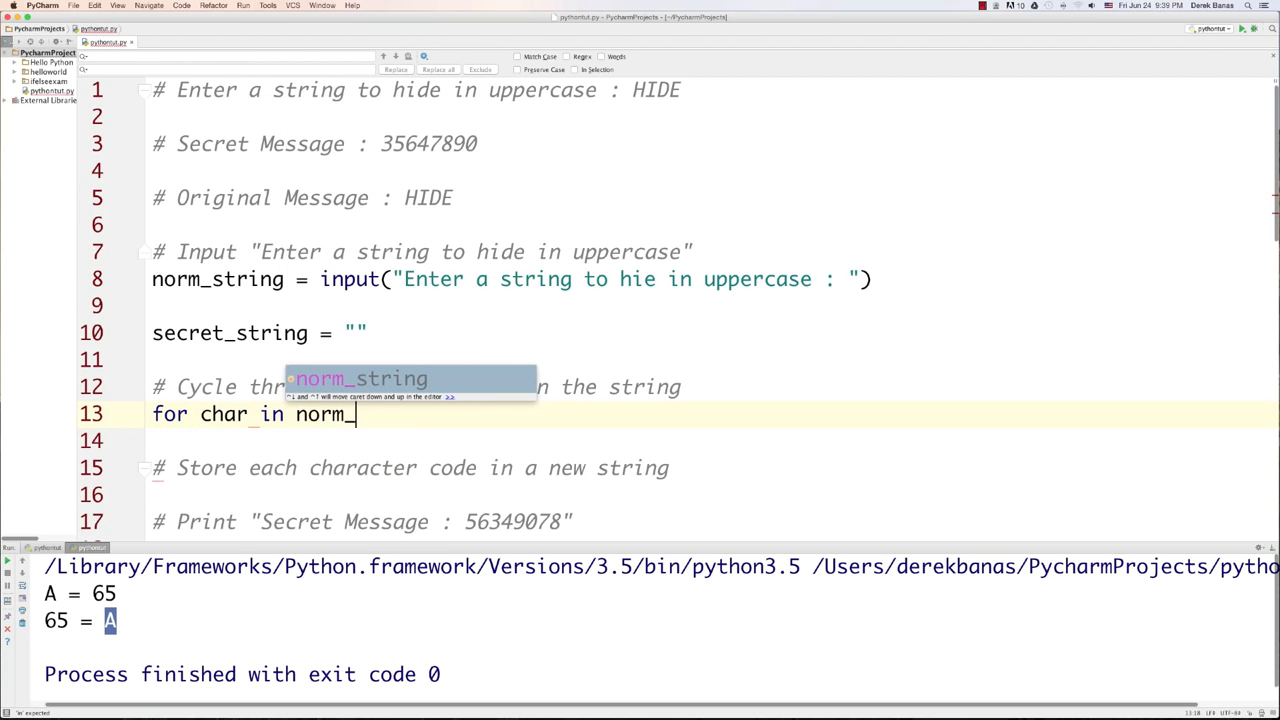 PyCharm File Edit View Navigate Code Refactor Run Tools VCS Window Help
10 Fri Jun 24 9:39 PM Derek Banas
pythontut.py - PycharmProjects - [~/PycharmProjects]
PycharmProjects pythontut.py
pythontut
pythontut.py ×
PycharmProject
Hello Python
helloworld
ifelseexam
pythontut.py
External Librarie
Match Case Regex Words
Replace Replace all Exclude Preserve Case In Selection
1 # Enter a string to hide in uppercase : HIDE
2
3 # Secret Message : 35647890
4
5 # Original Message : HIDE
6
7 # Input "Enter a string to hide in uppercase"
8 norm_string = input("Enter a string to hie in uppercase : ")
9
10 secret_string = ""
11
norm_string
^↓ and ^↑ will move caret down and up in the editor >>
12 # Cycle thr n the string
13 for char in norm_
14
15 # Store each character code in a new string
16
17 # Print "Secret Message : 56349078"
Run: pythontut pythontut
/Library/Frameworks/Python.framework/Versions/3.5/bin/python3.5 /Users/derekbanas/PycharmProjects/pytho
A = 65
65 = A
Process finished with exit code 0
'in' expected
13:18 LF÷ UTF-8÷